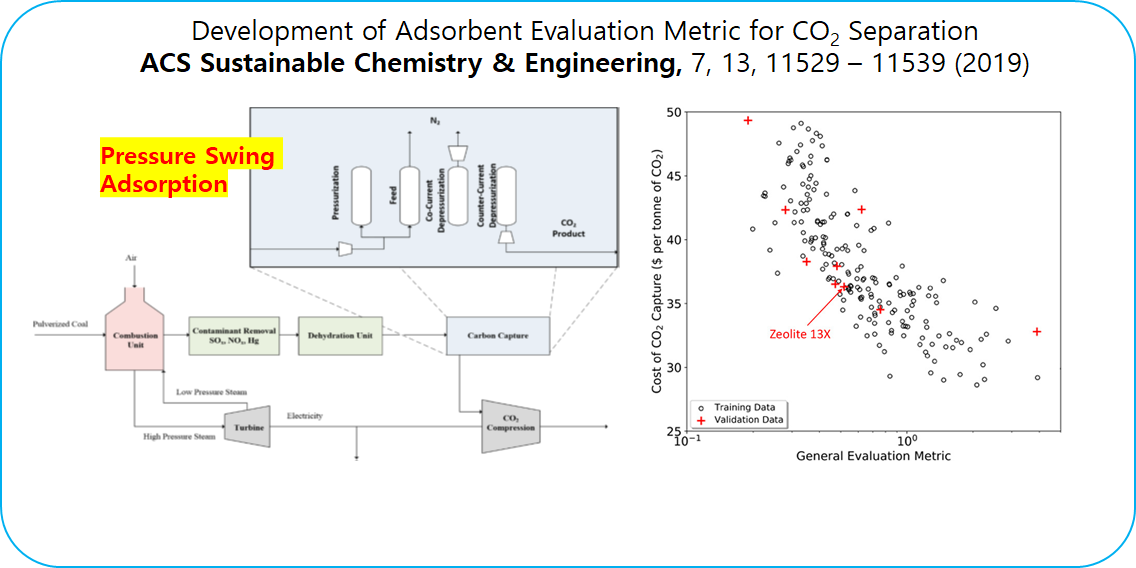 Development of Adsorbent Evaluation Metric for CO₂ Separation
ACS Sustainable Chemistry & Engineering, 7, 13, 11529 – 11539 (2019)
Pressure Swing
Adsorption
N₂
Pressurization
Feed
Co-Current
Depressurization
Counter-Current
Depressurization
CO₂
Product
Air
Pulverized Coal
Combustion
Unit
Contaminant Removal
SOₓ, NOₓ, Hg
Dehydration Unit
Carbon Capture
Low Pressure Steam
High Pressure Steam
Turbine
Electricity
CO₂
Compression
Cost of CO₂ Capture ($ per tonne of CO₂)
50
45
40
35
30
25
Zeolite 13X
Training Data
Validation Data
10⁻¹
10⁰
General Evaluation Metric